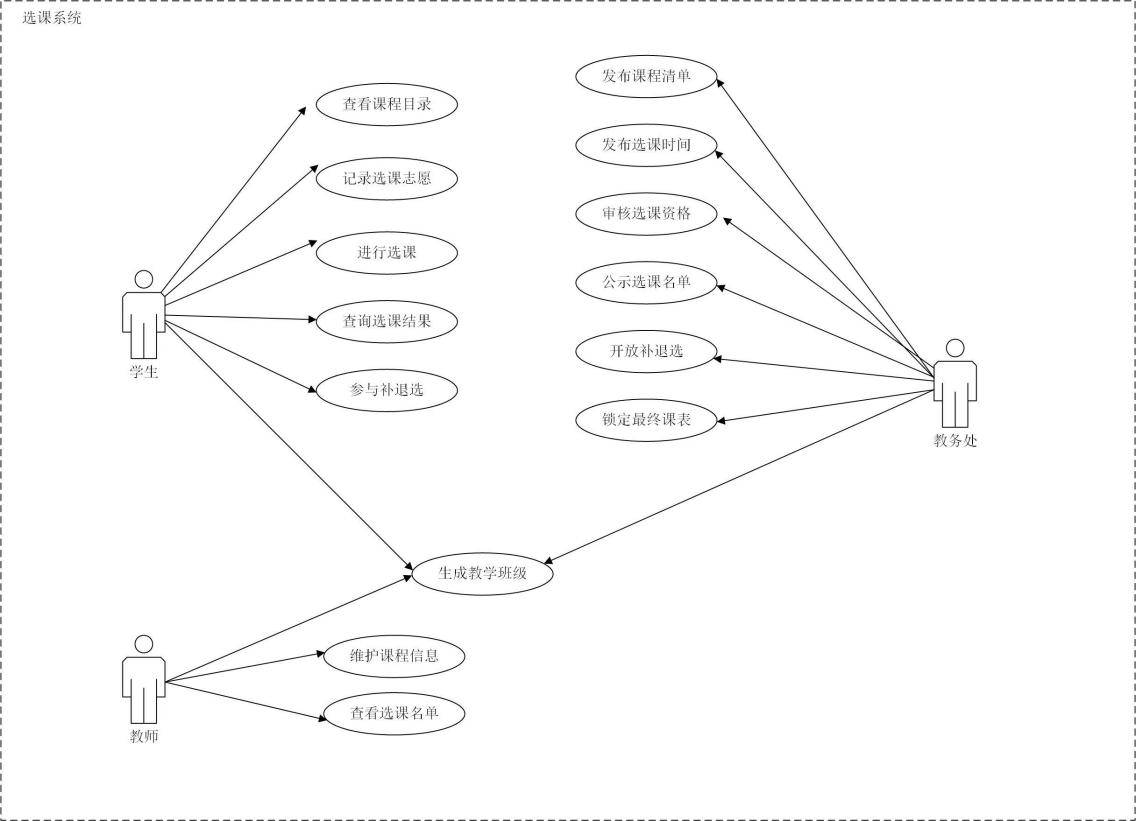 选课系统
查看课程目录
记录选课志愿
进行选课
查询选课结果
参与补退选
学生
发布课程清单
发布选课时间
审核选课资格
公示选课名单
开放补退选
锁定最终课表
教务处
生成教学班级
维护课程信息
查看选课名单
教师